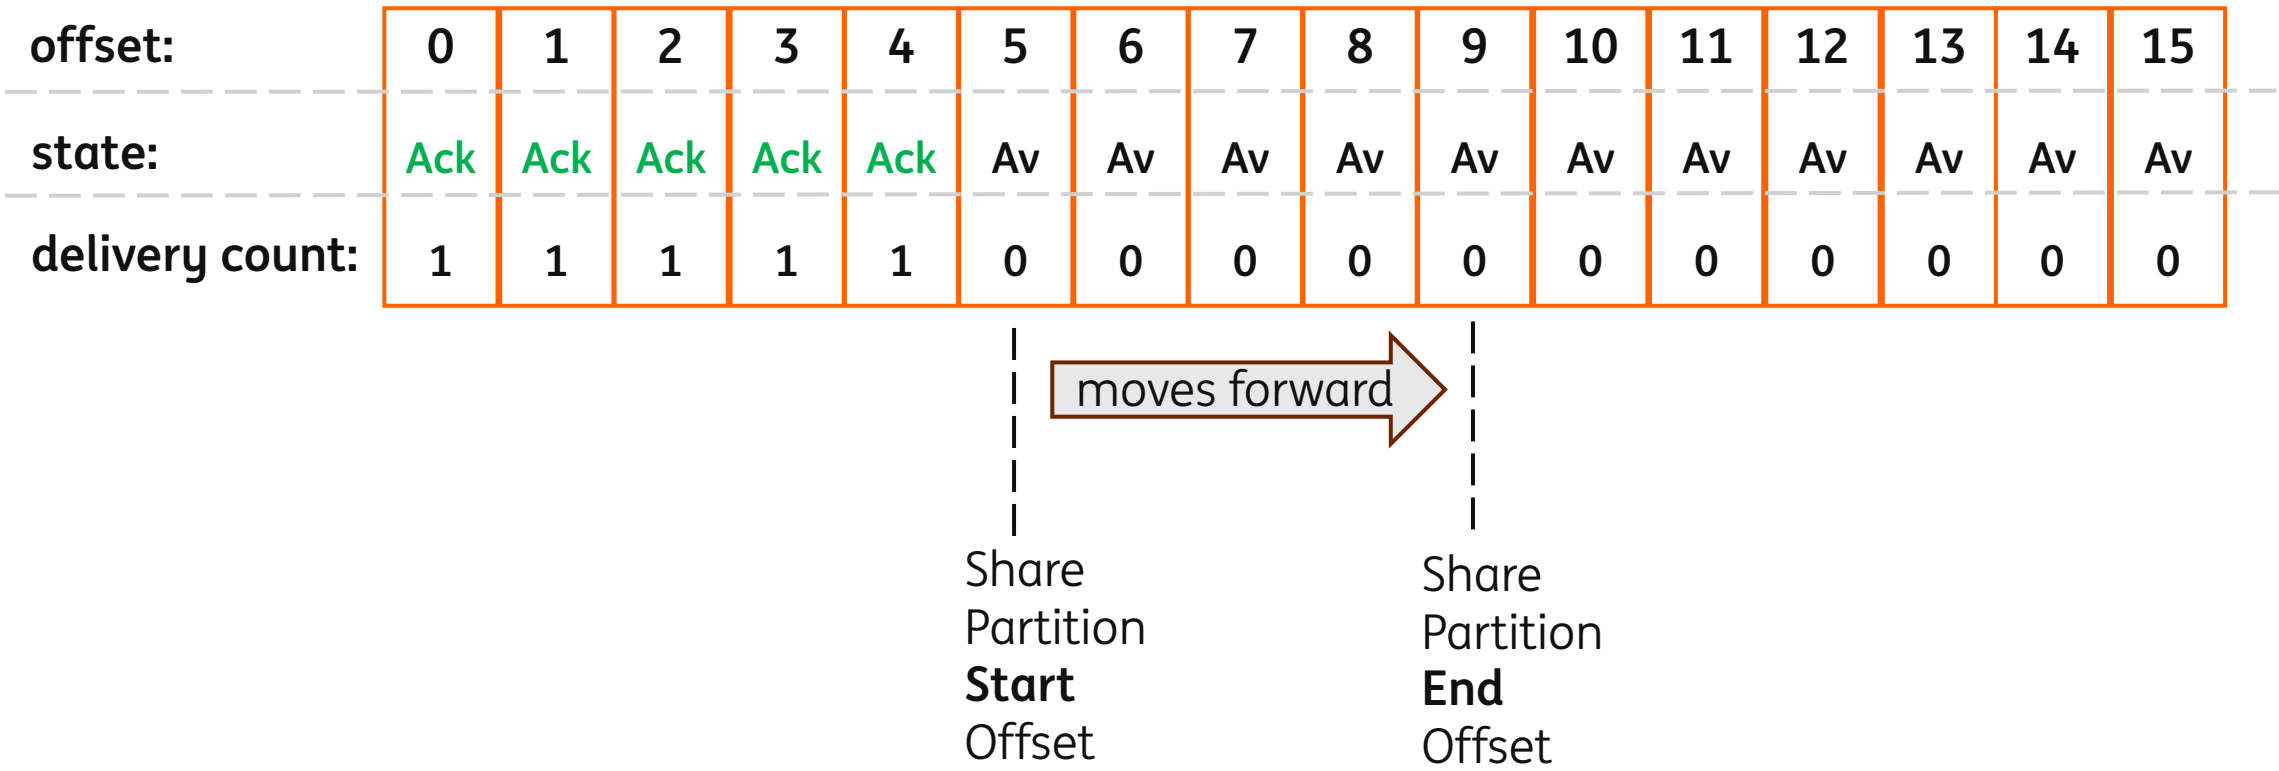 offset: 0 1 2 3 4 5 6 7 8 9 10 11 12 13 14 15
state: Ack Ack Ack Ack Ack Av Av Av Av Av Av Av Av Av Av Av
delivery count: 1 1 1 1 1 0 0 0 0 0 0 0 0 0 0 0
moves forward
Share
Partition
Start
Offset
Share
Partition
End
Offset